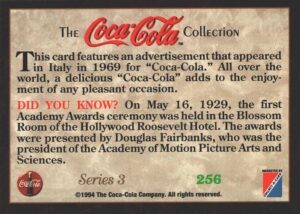 The Coca-Cola Collection
This card features an advertisement that appeared
in Italy in 1969 for "Coca-Cola." All over the
world, a delicious "Coca-Cola" adds to the enjoy-
ment of any pleasant occasion.
DID YOU KNOW? On May 16, 1929, the first
Academy Awards ceremony was held in the Blossom
Room of the Hollywood Roosevelt Hotel. The awards
were presented by Douglas Fairbanks, who was the
president of the Academy of Motion Picture Arts and
Sciences.
Coca-Cola
Series 3
256
©1994 The Coca-Cola Company. All rights reserved.